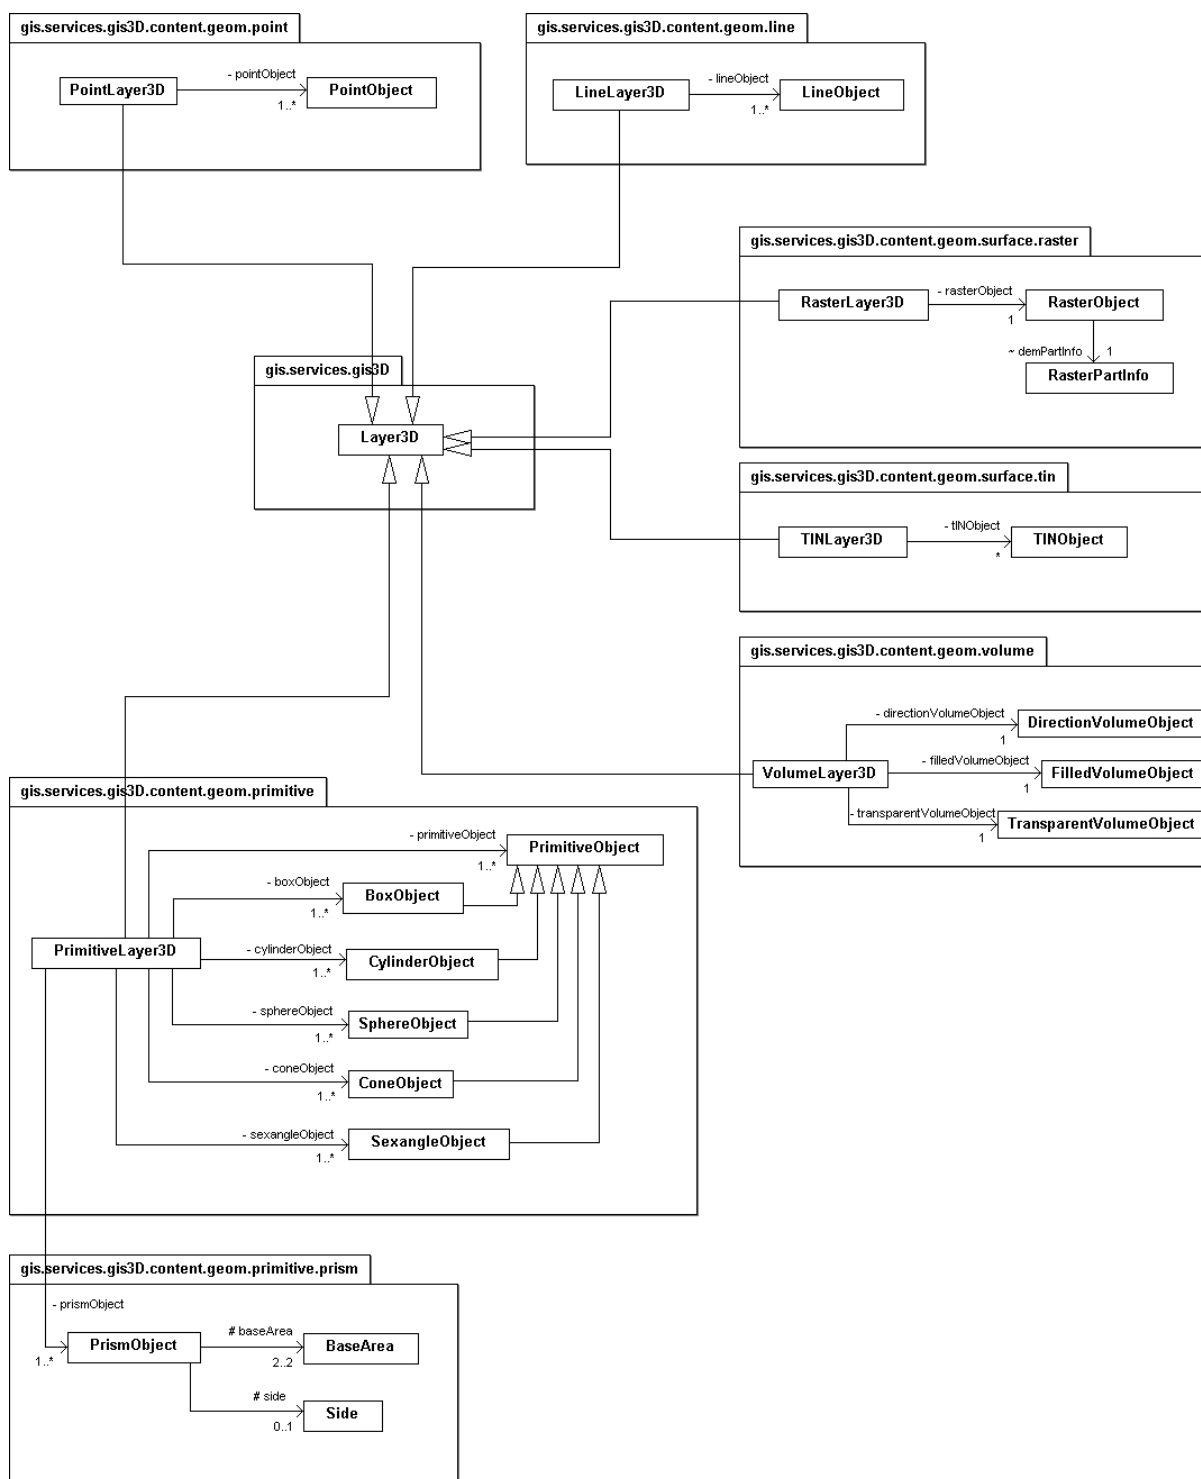 gis.services.gis3D.content.geom.point
PointLayer3D
- pointObject
1..*
PointObject
gis.services.gis3D.content.geom.line
LineLayer3D
- lineObject
1..*
LineObject
gis.services.gis3D.content.geom.surface.raster
RasterLayer3D
- rasterObject
1
RasterObject
~ demPartInfo
1
RasterPartInfo
gis.services.gis3D
Layer3D
gis.services.gis3D.content.geom.surface.tin
TINLayer3D
- tINObject
*
TINObject
gis.services.gis3D.content.geom.volume
- directionVolumeObject
1
DirectionVolumeObject
VolumeLayer3D
- filledVolumeObject
1
FilledVolumeObject
- transparentVolumeObject
1
TransparentVolumeObject
gis.services.gis3D.content.geom.primitive
- primitiveObject
1..*
PrimitiveObject
- boxObject
1..*
BoxObject
PrimitiveLayer3D
- cylinderObject
1..*
CylinderObject
- sphereObject
1..*
SphereObject
- coneObject
1..*
ConeObject
- sexangleObject
1..*
SexangleObject
gis.services.gis3D.content.geom.primitive.prism
- prismObject
1..*
PrismObject
# baseArea
2..2
BaseArea
# side
0..1
Side